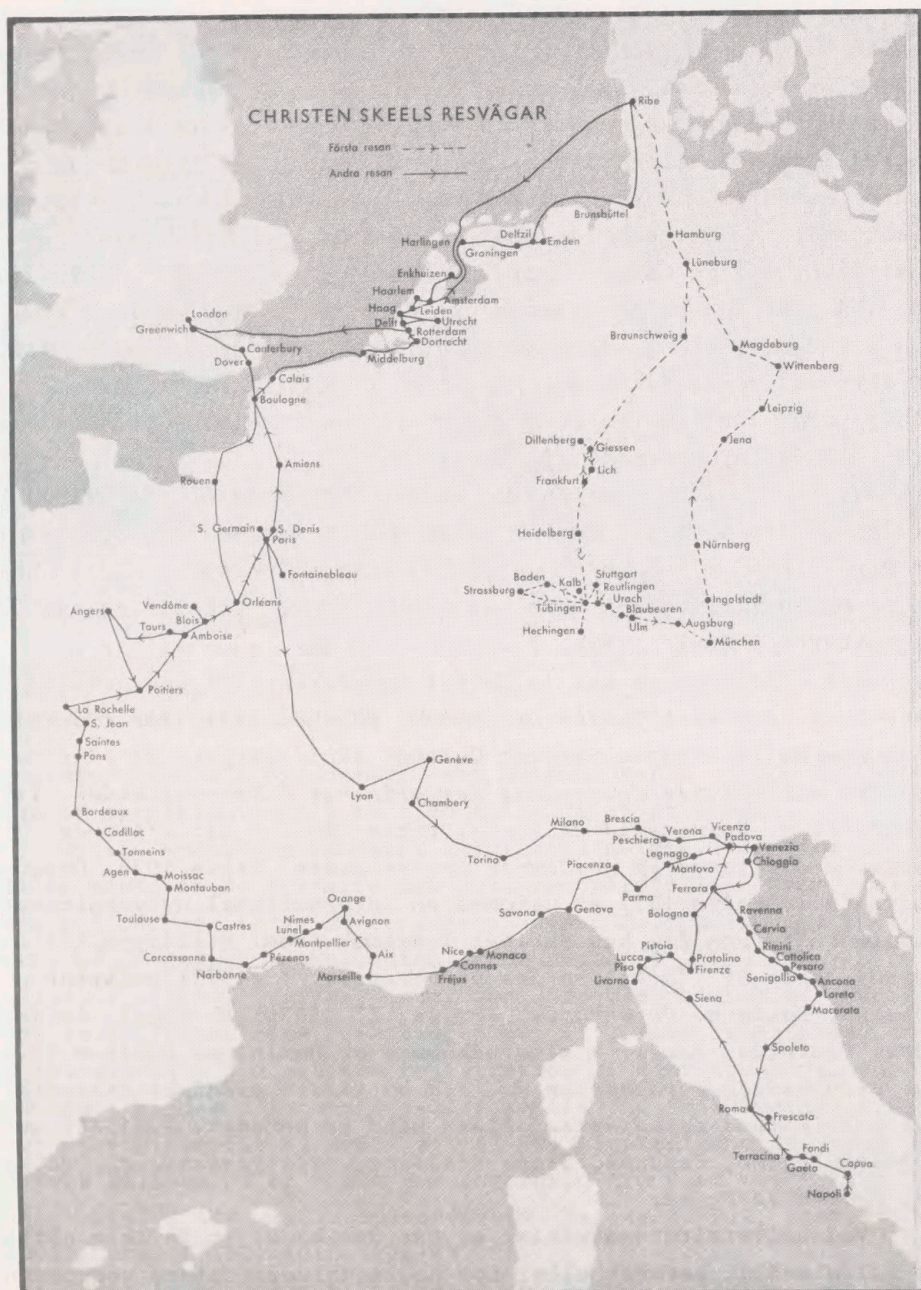 CHRISTEN SKEELS RESVÄGAR
Första resan
Andra resan
Ribe
Brunsbüttel
Hamburg
Delfzil
Emden
Harlingen
Graningen
Lüneburg
Enkhuizen
Haarlem
Amsterdam
Haag
Leiden
London
Utrecht
Delft
Greenwich
Rotterdam
Braunschweig
Dortrecht
Canterbury
Magdeburg
Middelburg
Dover
Wittenberg
Calais
Boulogne
Leipzig
Dillenberg
Jena
Giessen
Amiens
Lich
Rouen
Frankfurt
S. Germain
S. Denis
Heidelberg
Paris
Nürnberg
Fontainebleau
Baden
Kalb
Stuttgart
Reutlingen
Strassburg
Urach
Ingolstadt
Vendôme
Orléans
Tübingen
Blaubeuren
Angers
Blois
Ulm
Augsburg
Tours
Amboise
Hechingen
München
Poitiers
La Rochelle
S. Jean
Saintes
Pons
Genève
Lyon
Chambery
Bordeaux
Cadillac
Milano
Brescia
Vicenza
Peschiera
Verona
Padova
Tonneins
Venezia
Torino
Legnago
Chioggia
Agen
Moissac
Piacenza
Mantova
Montauban
Parma
Ferrara
Orange
Toulouse
Castres
Nimes
Avignon
Savona
Genova
Bologna
Ravenna
Lunel
Montpellier
Cervia
Carcassonne
Pézenas
Aix
Nice
Monaco
Pistoia
Rimini
Narbonne
Cannes
Lucca
Pratolino
Cattolica
Marseille
Fréjus
Pisa
Firenze
Pesaro
Livorno
Senigallia
Ancona
Siena
Loreto
Macerata
Spoleto
Roma
Frescata
Terracina
Fondi
Gaeta
Capua
Napoli